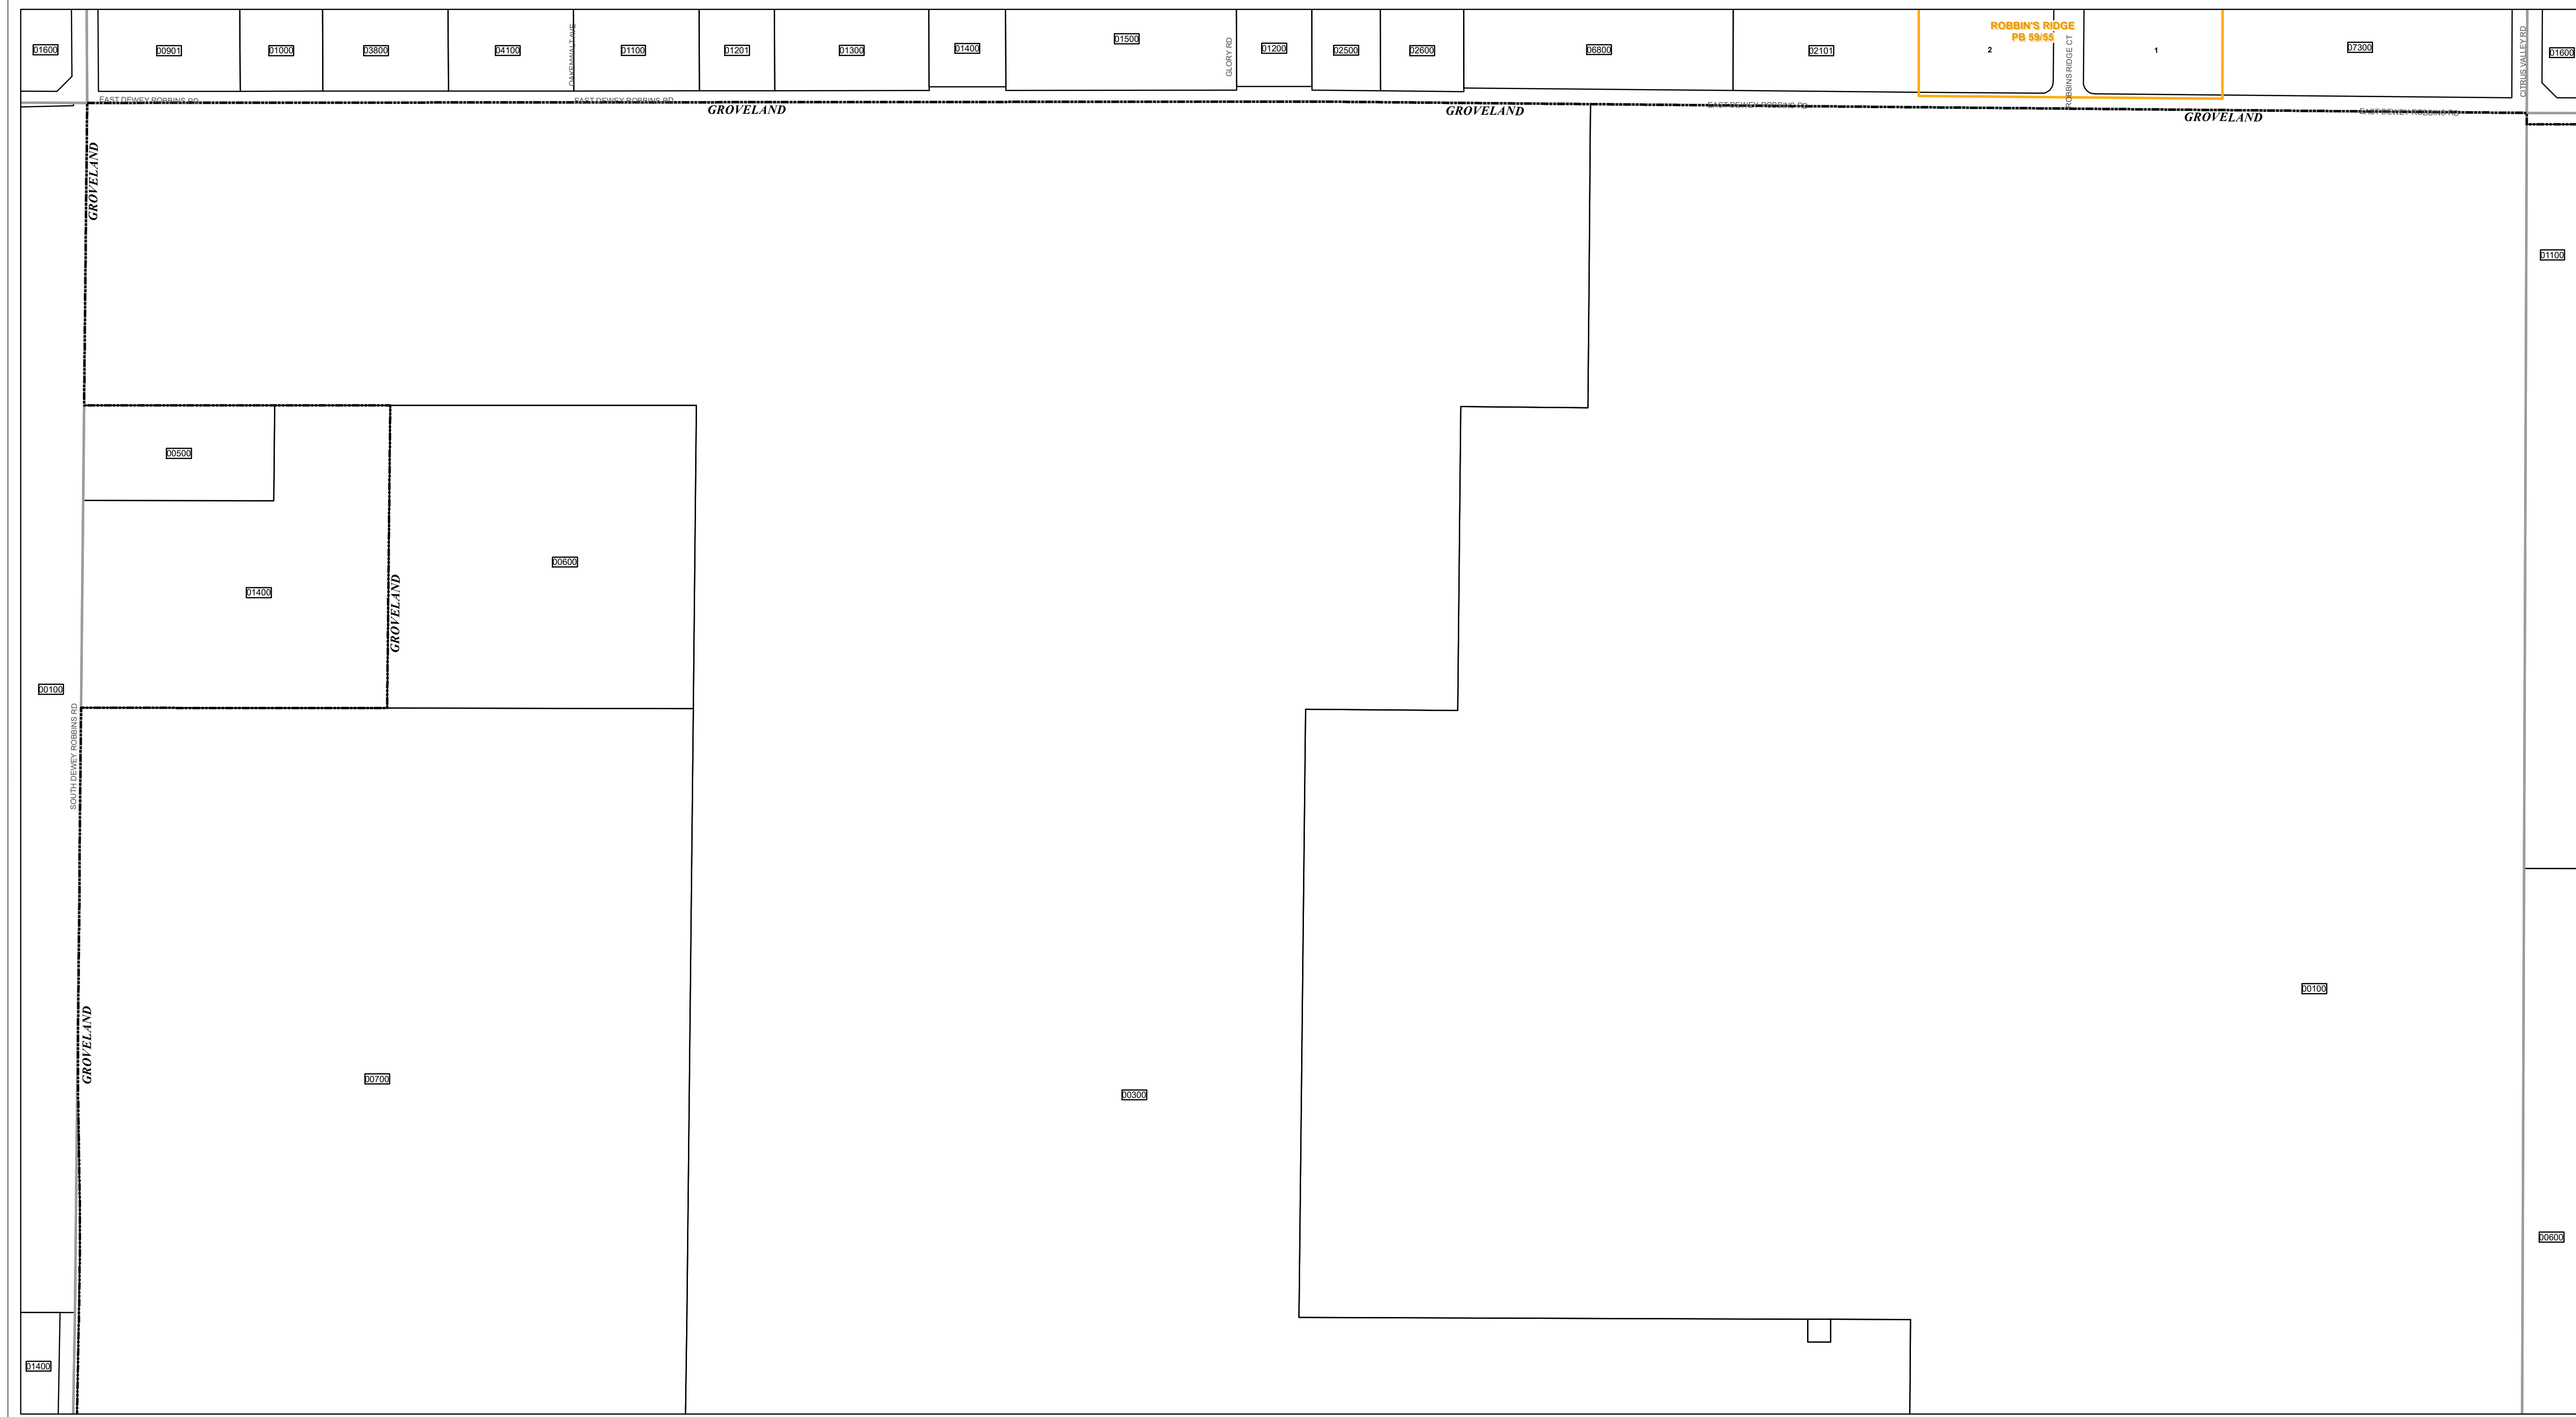 01600
00901
01000
03800
04100
OAKENWALT AVE
01100
01201
01300
01400
01500
GLORY RD
01200
02500
02600
06800
02101
ROBBIN'S RIDGE
PB 59/55
2
ROBBINS RIDGE CT
1
07300
CITRUS VALLEY RD
01600
EAST DEWEY ROBBINS RD
EAST DEWEY ROBBINS RD
GROVELAND
GROVELAND
EAST DEWEY ROBBINS RD
GROVELAND
EAST DEWEY ROBBINS RD
GROVELAND
01100
00500
00600
01400
GROVELAND
00100
SOUTH DEWEY ROBBINS RD
00100
GROVELAND
00700
00300
00600
01400